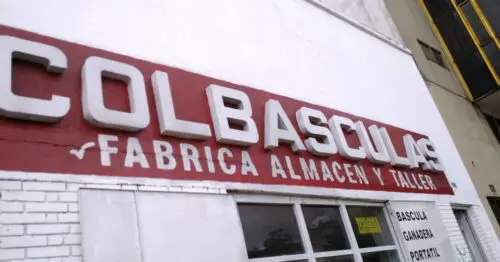 COLBASCULAS
FABRICA ALMACEN Y TALLER
BASCULA
GANADERA
PORTATIL